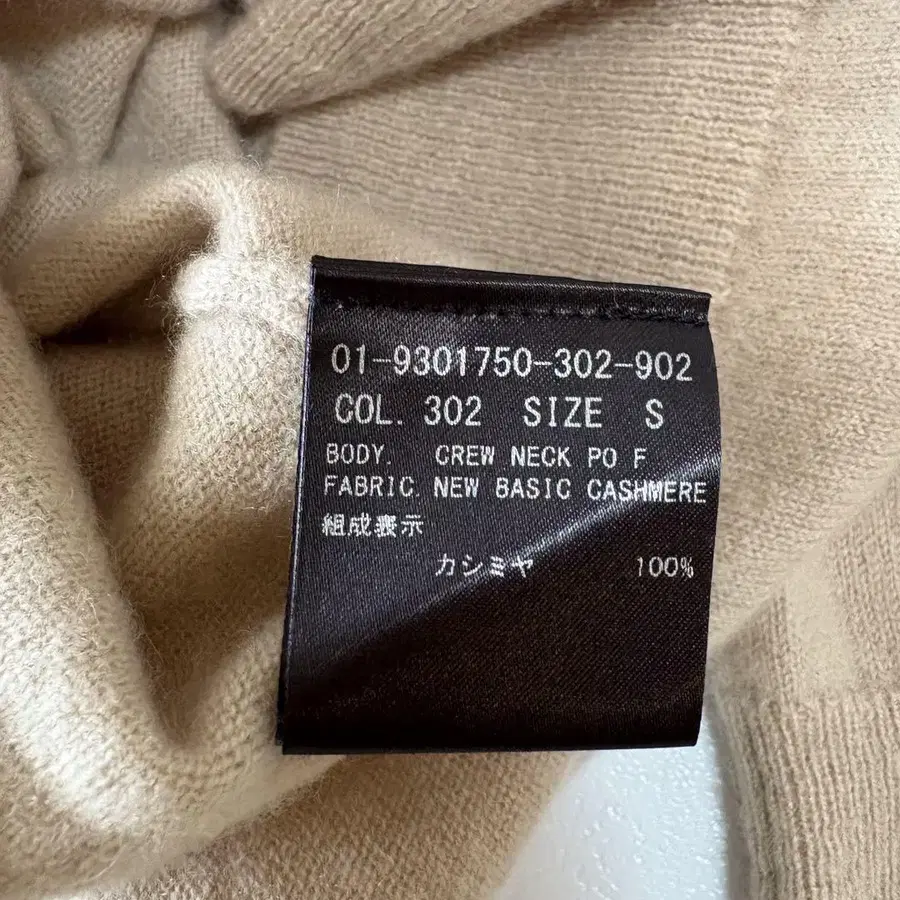 01-9301750-302-902
COL. 302 SIZE S
BODY. CREW NECK PO F
FABRIC. NEW BASIC CASHMERE
組成表示
カシミヤ 100%